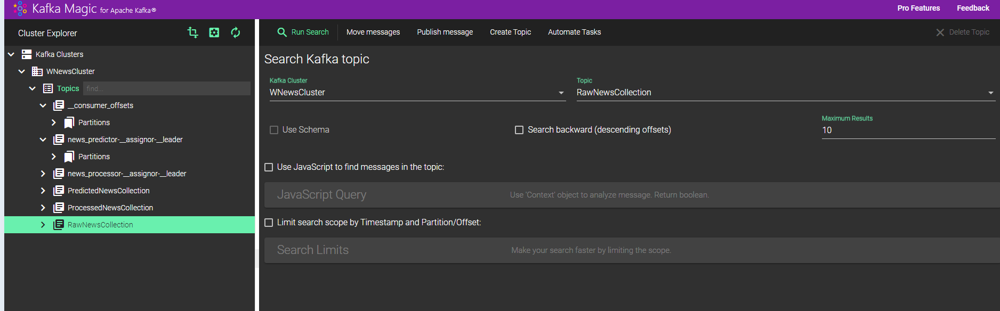 Kafka Magic for Apache Kafka®
Pro Features
Feedback
Cluster Explorer
Run Search
Move messages
Publish message
Create Topic
Automate Tasks
Delete Topic
Kafka Clusters
WNewsCluster
Topics
find...
__consumer_offsets
Partitions
news_predictor-__assignor-__leader
Partitions
news_processor-__assignor-__leader
PredictedNewsCollection
ProcessedNewsCollection
RawNewsCollection
Search Kafka topic
Kafka Cluster
WNewsCluster
Topic
RawNewsCollection
Use Schema
Search backward (descending offsets)
Maximum Results
10
Use JavaScript to find messages in the topic:
JavaScript Query
Use 'Context' object to analyze message. Return boolean.
Limit search scope by Timestamp and Partition/Offset:
Search Limits
Make your search faster by limiting the scope.